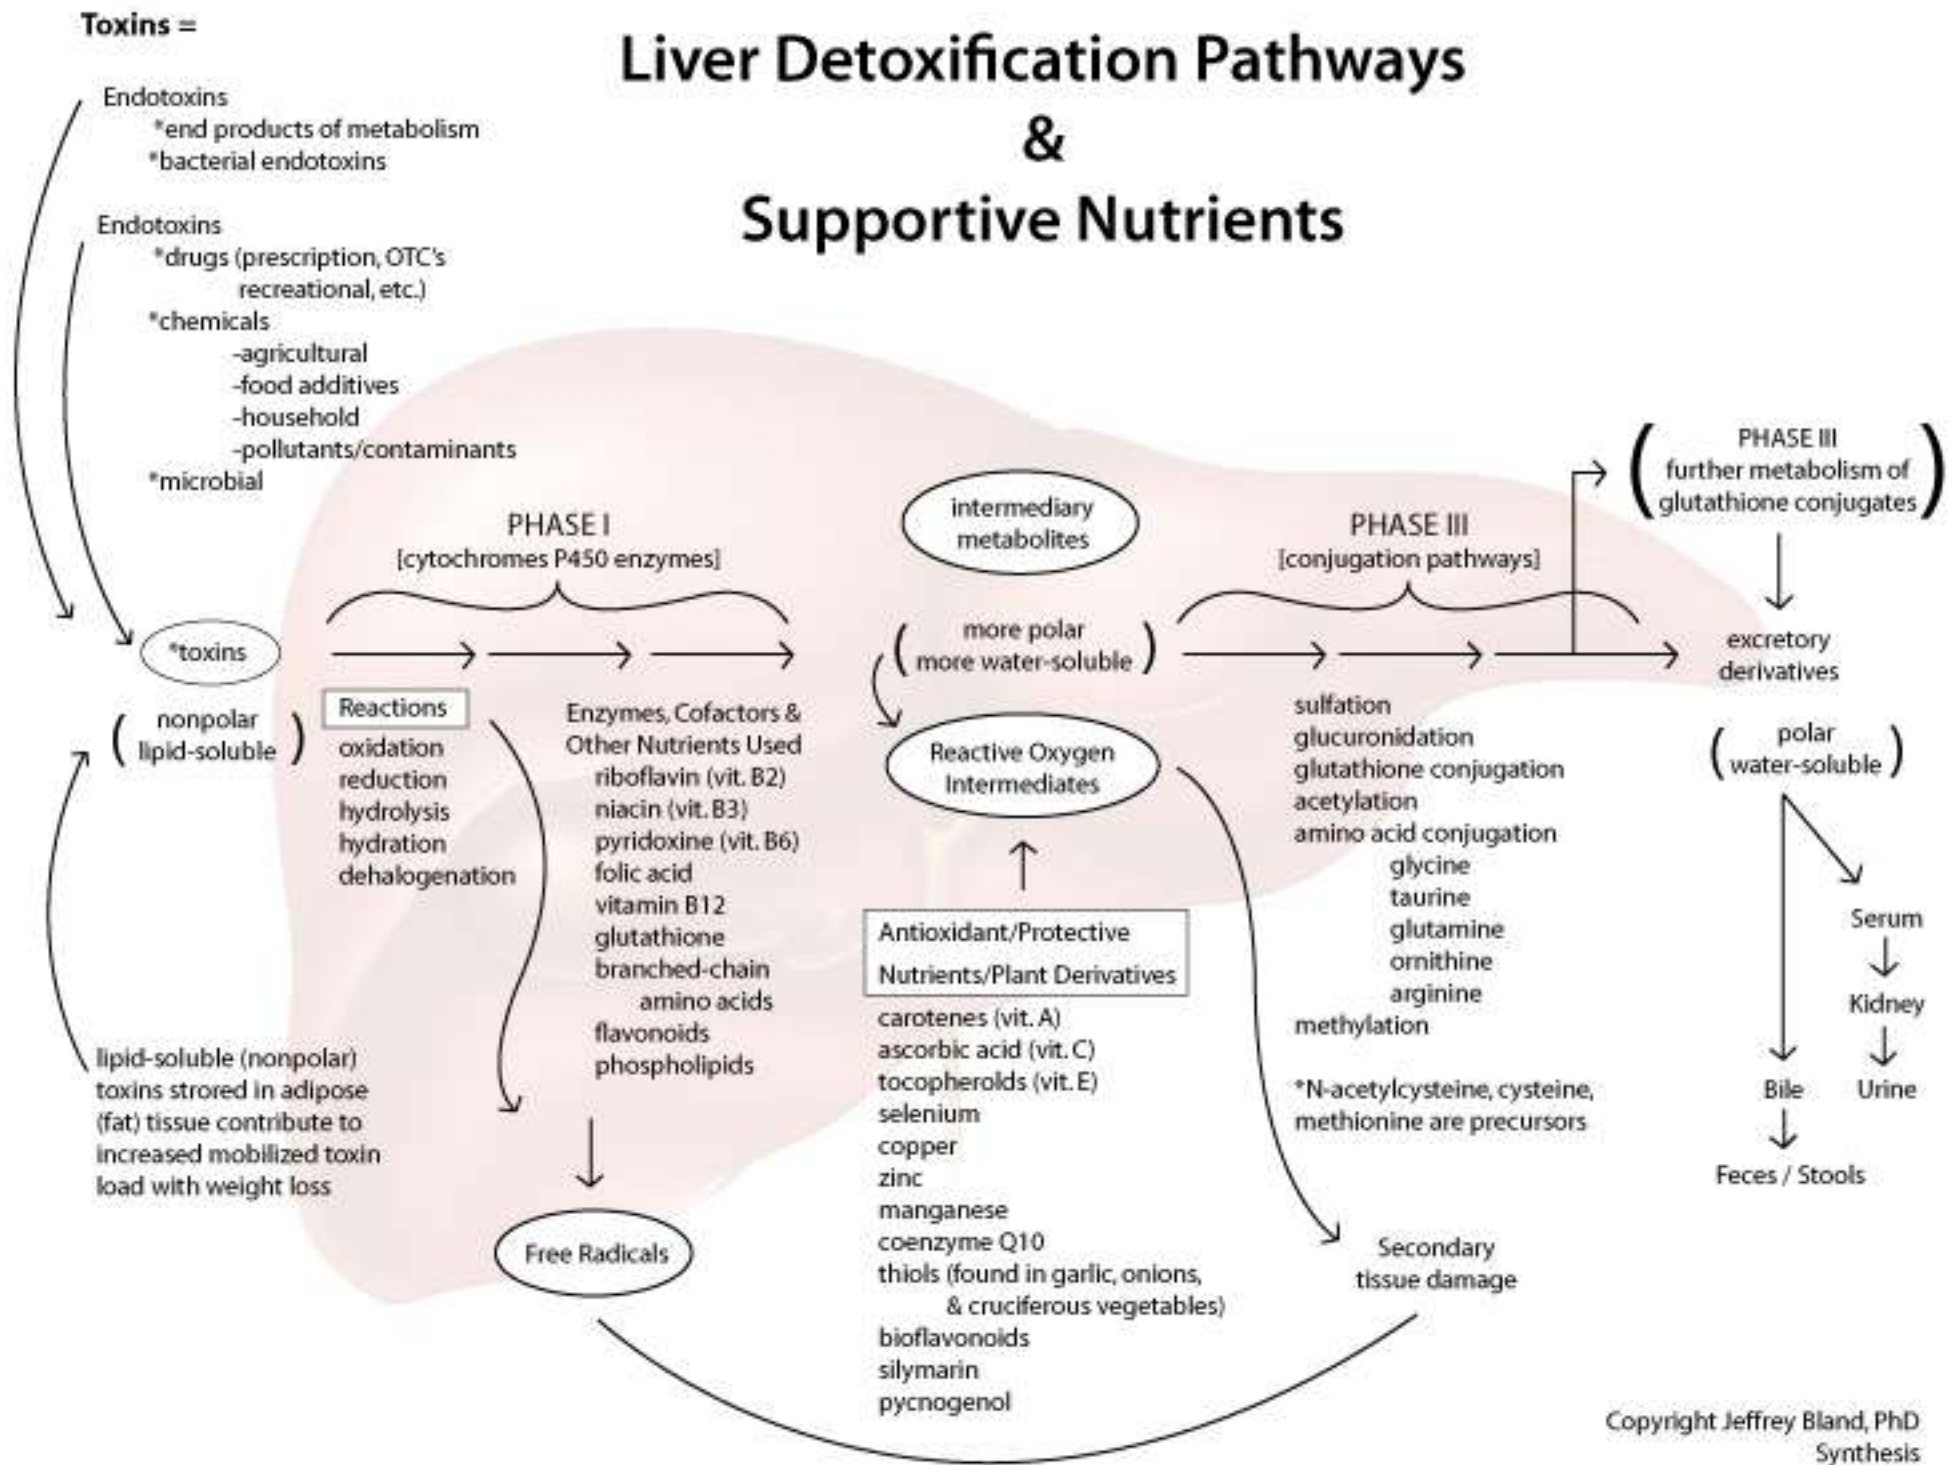 Toxins =
Liver Detoxification Pathways
&
Supportive Nutrients
Endotoxins
*end products of metabolism
*bacterial endotoxins
Endotoxins
*drugs (prescription, OTC's
recreational, etc.)
*chemicals
-agricultural
-food additives
-household
-pollutants/contaminants
*microbial
*toxins
( nonpolar
lipid-soluble )
lipid-soluble (nonpolar)
toxins strored in adipose
(fat) tissue contribute to
increased mobilized toxin
load with weight loss
PHASE I
[cytochromes P450 enzymes]
Reactions
oxidation
reduction
hydrolysis
hydration
dehalogenation
Enzymes, Cofactors &
Other Nutrients Used
riboflavin (vit. B2)
niacin (vit. B3)
pyridoxine (vit. B6)
folic acid
vitamin B12
glutathione
branched-chain
amino acids
flavonoids
phospholipids
Free Radicals
intermediary
metabolites
( more polar
more water-soluble )
Reactive Oxygen
Intermediates
Antioxidant/Protective
Nutrients/Plant Derivatives
carotenes (vit. A)
ascorbic acid (vit. C)
tocopherolds (vit. E)
selenium
copper
zinc
manganese
coenzyme Q10
thiols (found in garlic, onions,
& cruciferous vegetables)
bioflavonoids
silymarin
pycnogenol
PHASE III
[conjugation pathways]
sulfation
glucuronidation
glutathione conjugation
acetylation
amino acid conjugation
glycine
taurine
glutamine
ornithine
arginine
methylation
*N-acetylcysteine, cysteine,
methionine are precursors
Secondary
tissue damage
( PHASE III
further metabolism of
glutathione conjugates )
excretory
derivatives
( polar
water-soluble )
Serum
Kidney
Urine
Bile
Feces / Stools
Copyright Jeffrey Bland, PhD
Synthesis